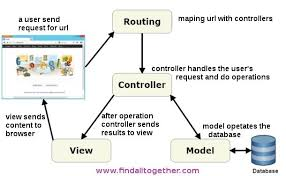 a user send
request for url
Routing
maping url with controllers
controller handles the user's
request and do operations
Controller
view sends
content to
browser
after operation
controller sends
results to view
model opetates the
database
View
Model
Database
www.findalltogether.com